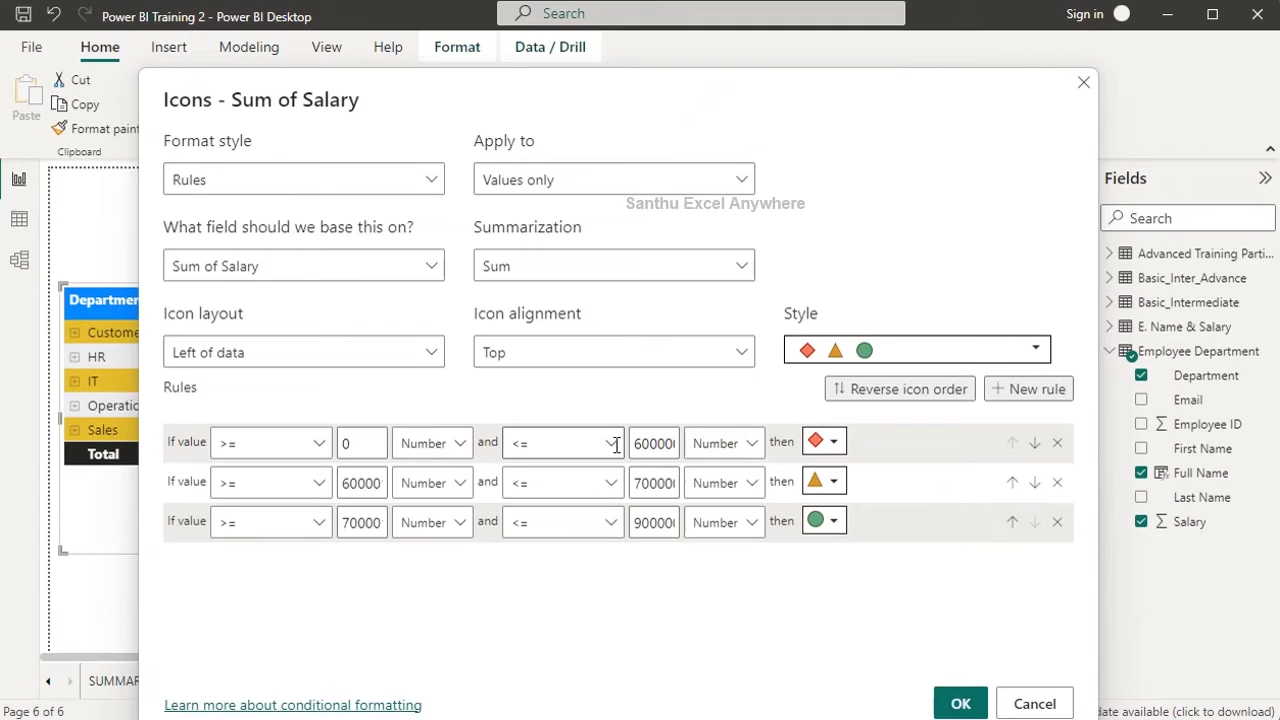 Power BI Training 2 - Power BI Desktop
Search
Sign in
File
Home
Insert
Modeling
View
Help
Format
Data / Drill
Paste
Cut
Copy
Format paint
Clipboard
Icons - Sum of Salary
Format style
Apply to
Rules
Values only
Santhu Excel Anywhere
What field should we base this on?
Summarization
Sum of Salary
Sum
Icon layout
Icon alignment
Style
Left of data
Top
Rules
Reverse icon order
New rule
If value >= 0 Number and <= 600000 Number then
If value >= 60000 Number and <= 70000 Number then
If value >= 70000 Number and <= 900000 Number then
Learn more about conditional formatting
OK
Cancel
Departmen
Custome
HR
IT
Operatio
Sales
Total
SUMMAR
Page 6 of 6
Fields
Search
Advanced Training Parti...
Basic_Inter_Advance
Basic_Intermediate
E. Name & Salary
Employee Department
Department
Email
Employee ID
First Name
Full Name
Last Name
Salary
date available (click to download)